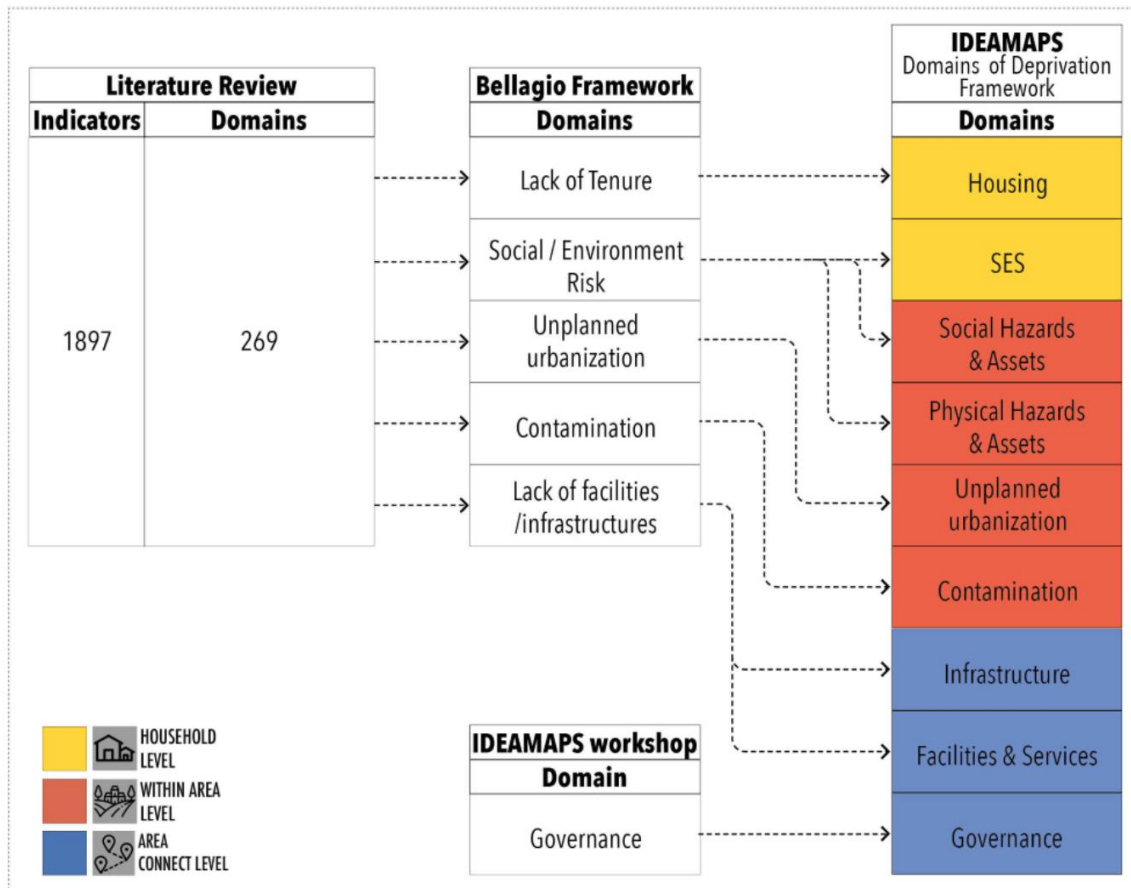 Literature Review
Indicators
Domains
1897
269
Bellagio Framework
Domains
Lack of Tenure
Social / Environment
Risk
Unplanned
urbanization
Contamination
Lack of facilities
/infrastructures
IDEAMAPS workshop
Domain
Governance
IDEAMAPS
Domains of Deprivation
Framework
Domains
Housing
SES
Social Hazards
& Assets
Physical Hazards
& Assets
Unplanned
urbanization
Contamination
Infrastructure
Facilities & Services
Governance
HOUSEHOLD
LEVEL
WITHIN AREA
LEVEL
AREA
CONNECT LEVEL